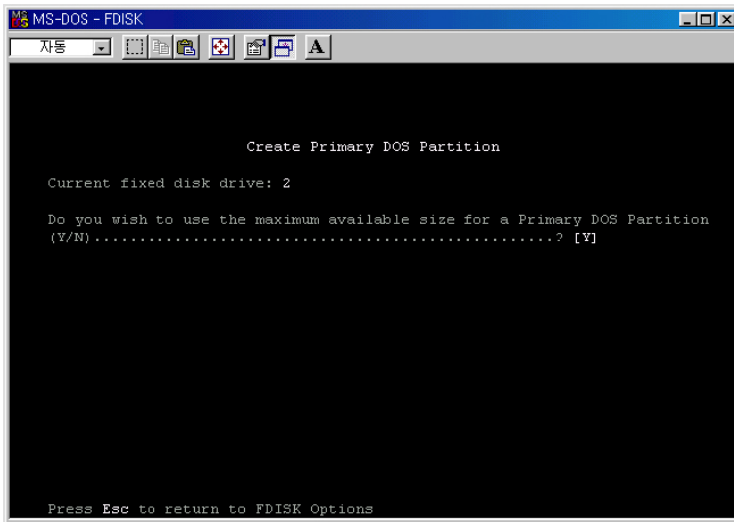 MS-DOS - FDISK
자동
A
Create Primary DOS Partition
Current fixed disk drive: 2
Do you wish to use the maximum available size for a Primary DOS Partition
(Y/N)...................................................? [Y]
Press Esc to return to FDISK Options